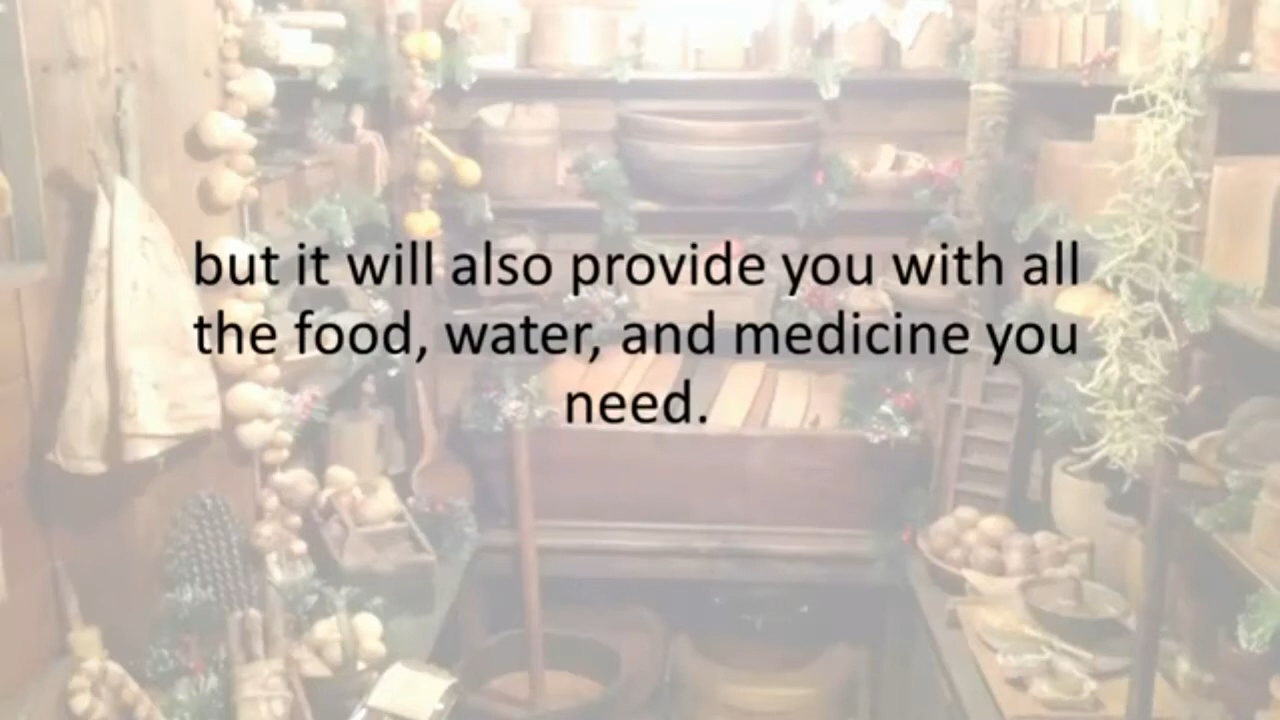 but it will also provide you with all
the food, water, and medicine you
need.